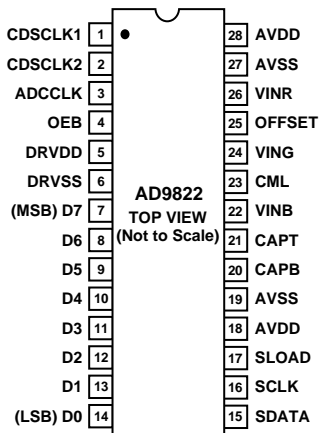 CDSCLK1 1 28 AVDD
CDSCLK2 2 27 AVSS
ADCCLK 3 26 VINR
OEB 4 25 OFFSET
DRVDD 5 24 VING
DRVSS 6 23 CML
(MSB) D7 7 22 VINB
D6 8 21 CAPT
D5 9 20 CAPB
D4 10 19 AVSS
D3 11 18 AVDD
D2 12 17 SLOAD
D1 13 16 SCLK
(LSB) D0 14 15 SDATA
AD9822
TOP VIEW
(Not to Scale)